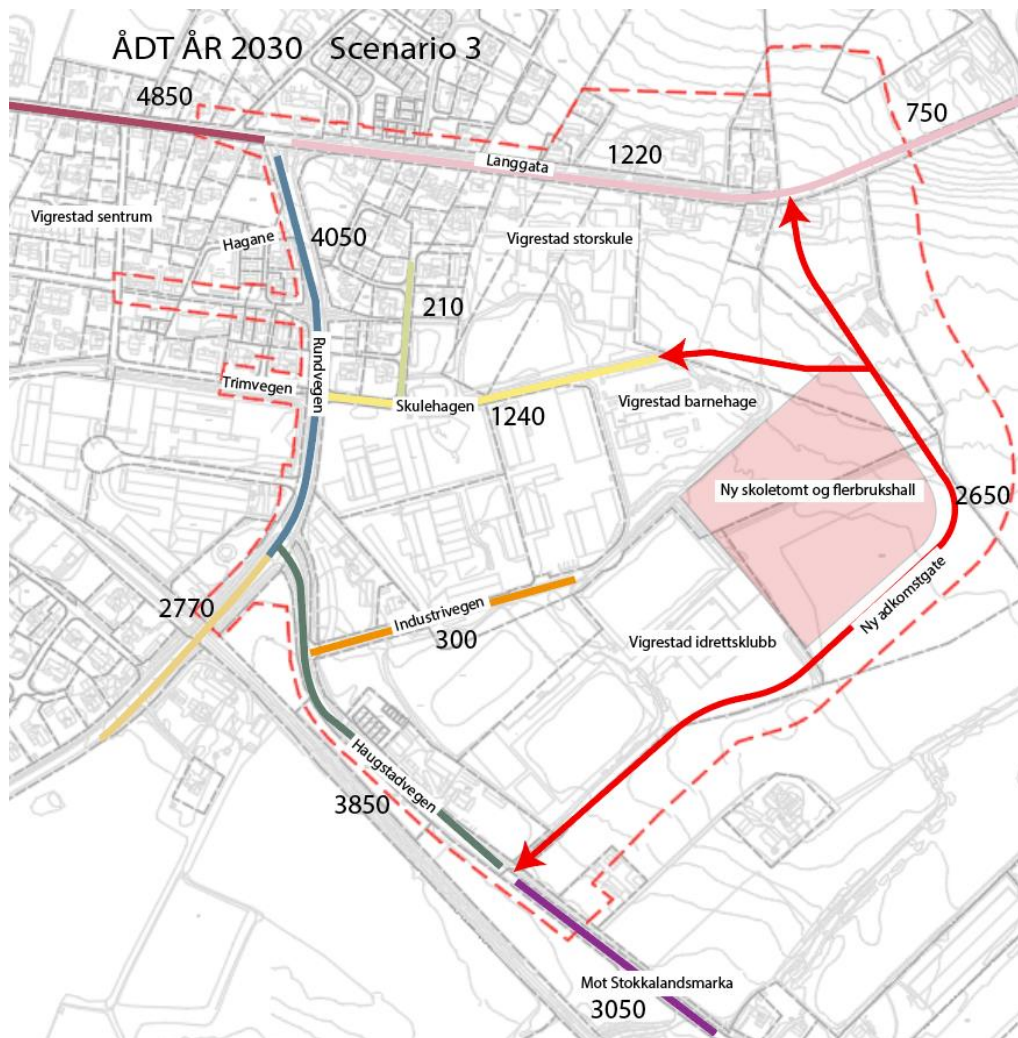 ÅDT ÅR 2030 Scenario 3
4850
750
1220
Langgata
Vigrestad sentrum
Hagane
4050
Vigrestad storskule
210
Rundvegen
Trimvegen
Skulehagen
1240
Vigrestad barnehage
Ny skoletomt og flerbrukshall
2650
Ny adkomstgate
2770
Industrivegen
300
Vigrestad idrettsklubb
Haugstadvegen
3850
Mot Stokkalandsmarka
3050